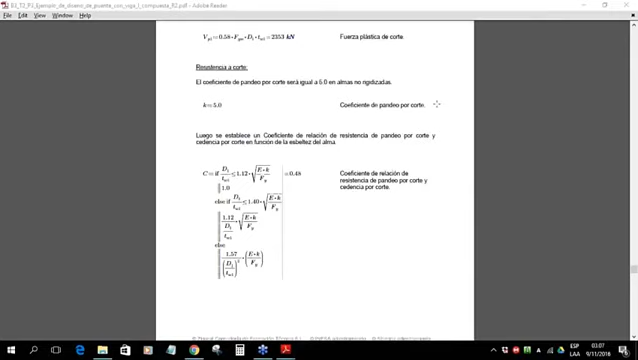 B3_T2_P3_Ejemplo_de_diseno_de_puente_con_viga_I_compuesta_R2.pdf - Adobe Reader
File Edit View Window Help
V_p1 = 0.58 · F_yw · D_1 · t_w1 = 2353 kN Fuerza plástica de corte
Resistencia a corte:
El coeficiente de pandeo por corte será igual a 5.0 en almas no rigidizadas.
k = 5.0 Coeficiente de pandeo por corte.
Luego se establece un Coeficiente de relación de resistencia de pandeo por corte y
cedencia por corte en función de la esbeltez del alma.
C = if D_1/t_w1 ≤ 1.12 · √(E · k/F_y) = 0.48 Coeficiente de relación de
resistencia de pandeo por corte y
cedencia por corte.
1.0
else if D_1/t_w1 ≤ 1.40 · √(E · k/F_y)
1.12/(D_1/t_w1) · √(E · k/F_y)
else
1.57/(D_1/t_w1)² · (E · k/F_y)
ESP
LAA
03:07
9/11/2018